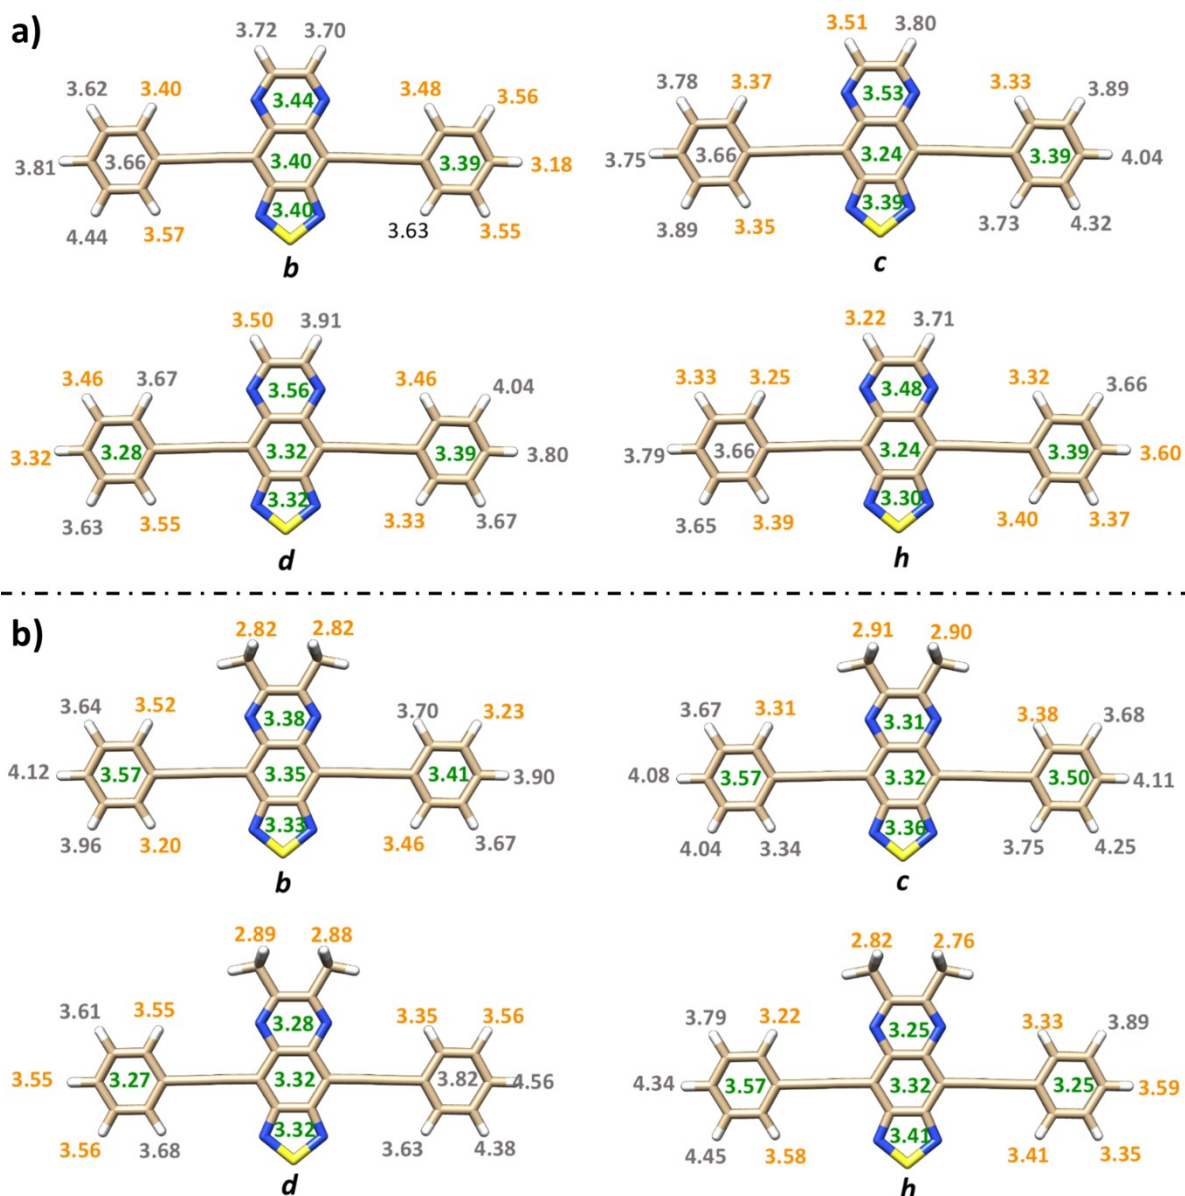 a)
3.72 3.70
3.62 3.40 3.44 3.48 3.56
3.81 3.66 3.40 3.39 3.18
4.44 3.57 3.40 3.63 3.55
b
3.51 3.80
3.78 3.37 3.53 3.33 3.89
3.75 3.66 3.24 3.39 4.04
3.89 3.35 3.39 3.73 4.32
c
3.50 3.91
3.46 3.67 3.56 3.46 4.04
3.32 3.28 3.32 3.39 3.80
3.63 3.55 3.32 3.33 3.67
d
3.22 3.71
3.33 3.25 3.48 3.32 3.66
3.79 3.66 3.24 3.39 3.60
3.65 3.39 3.30 3.40 3.37
h
b)
2.82 2.82
3.64 3.52 3.38 3.70 3.23
4.12 3.57 3.35 3.41 3.90
3.96 3.20 3.33 3.46 3.67
b
2.91 2.90
3.67 3.31 3.31 3.38 3.68
4.08 3.57 3.32 3.50 4.11
4.04 3.34 3.36 3.75 4.25
c
2.89 2.88
3.61 3.55 3.28 3.35 3.56
3.55 3.27 3.32 3.82 4.56
3.56 3.68 3.32 3.63 4.38
d
2.82 2.76
3.79 3.22 3.25 3.33 3.89
4.34 3.57 3.32 3.25 3.59
4.45 3.58 3.41 3.41 3.35
h